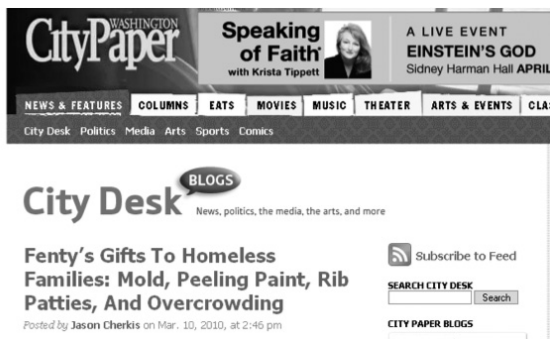 WASHINGTON
CityPaper
Speaking
of Faith
with Krista Tippett
A LIVE EVENT
EINSTEIN'S GOD
Sidney Harman Hall APRIL
NEWS & FEATURES COLUMNS EATS MOVIES MUSIC THEATER ARTS & EVENTS CLA
City Desk Politics Media Arts Sports Comics
City Desk BLOGS
News, politics, the media, the arts, and more
Fenty's Gifts To Homeless
Families: Mold, Peeling Paint, Rib
Patties, And Overcrowding
Posted by Jason Cherkis on Mar. 10, 2010, at 2:46 pm
Subscribe to Feed
SEARCH CITY DESK
Search
CITY PAPER BLOGS